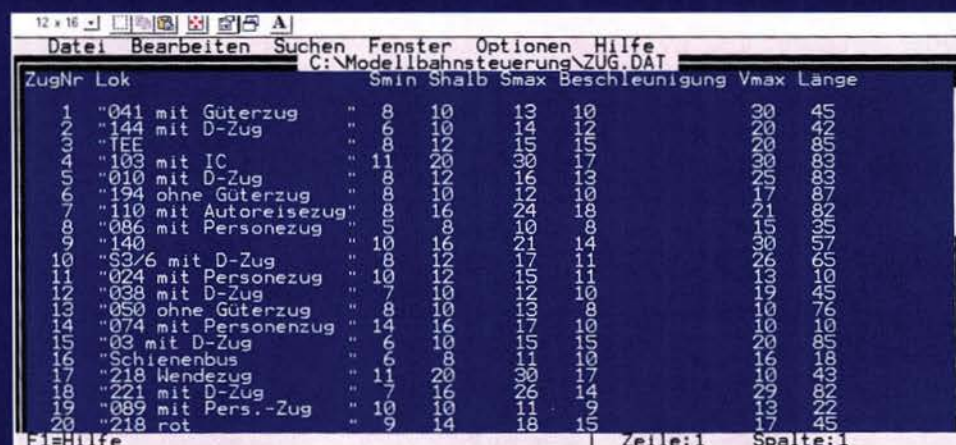 12 x 16 A
Datei Bearbeiten Suchen Fenster Optionen Hilfe
C:\Modellbahnsteuerung\ZUG.DAT
ZugNr Lok Smin Shalb Smax Beschleunigung Vmax Länge
1 "041 mit Güterzug " 8 10 13 10 30 45
2 "144 mit D-Zug " 6 10 14 12 20 42
3 "TEE " 8 12 15 15 20 85
4 "103 mit IC " 11 20 30 17 30 83
5 "010 mit D-Zug " 8 12 16 13 25 83
6 "194 ohne Güterzug " 8 10 12 10 17 87
7 "110 mit Autoreisezug" 8 16 24 18 21 82
8 "086 mit Personezug " 5 8 10 8 15 35
9 "140 " 10 16 21 14 30 57
10 "S3/6 mit D-Zug " 8 12 17 11 26 65
11 "024 mit Personezug " 10 12 15 11 13 10
12 "038 mit D-Zug " 7 10 12 10 19 45
13 "050 ohne Güterzug " 8 10 13 8 10 76
14 "074 mit Personenzug " 14 16 17 10 10 10
15 "03 mit D-Zug " 6 10 15 15 20 85
16 "Schienenbus " 6 8 11 10 16 18
17 "218 Wendezug " 11 20 30 17 10 43
18 "221 mit D-Zug " 7 16 26 14 29 82
19 "089 mit Pers.-Zug " 10 10 11 9 13 22
20 "218 rot " 9 14 18 15 17 45
F1=Hilfe Zeile:1 Spalte:1